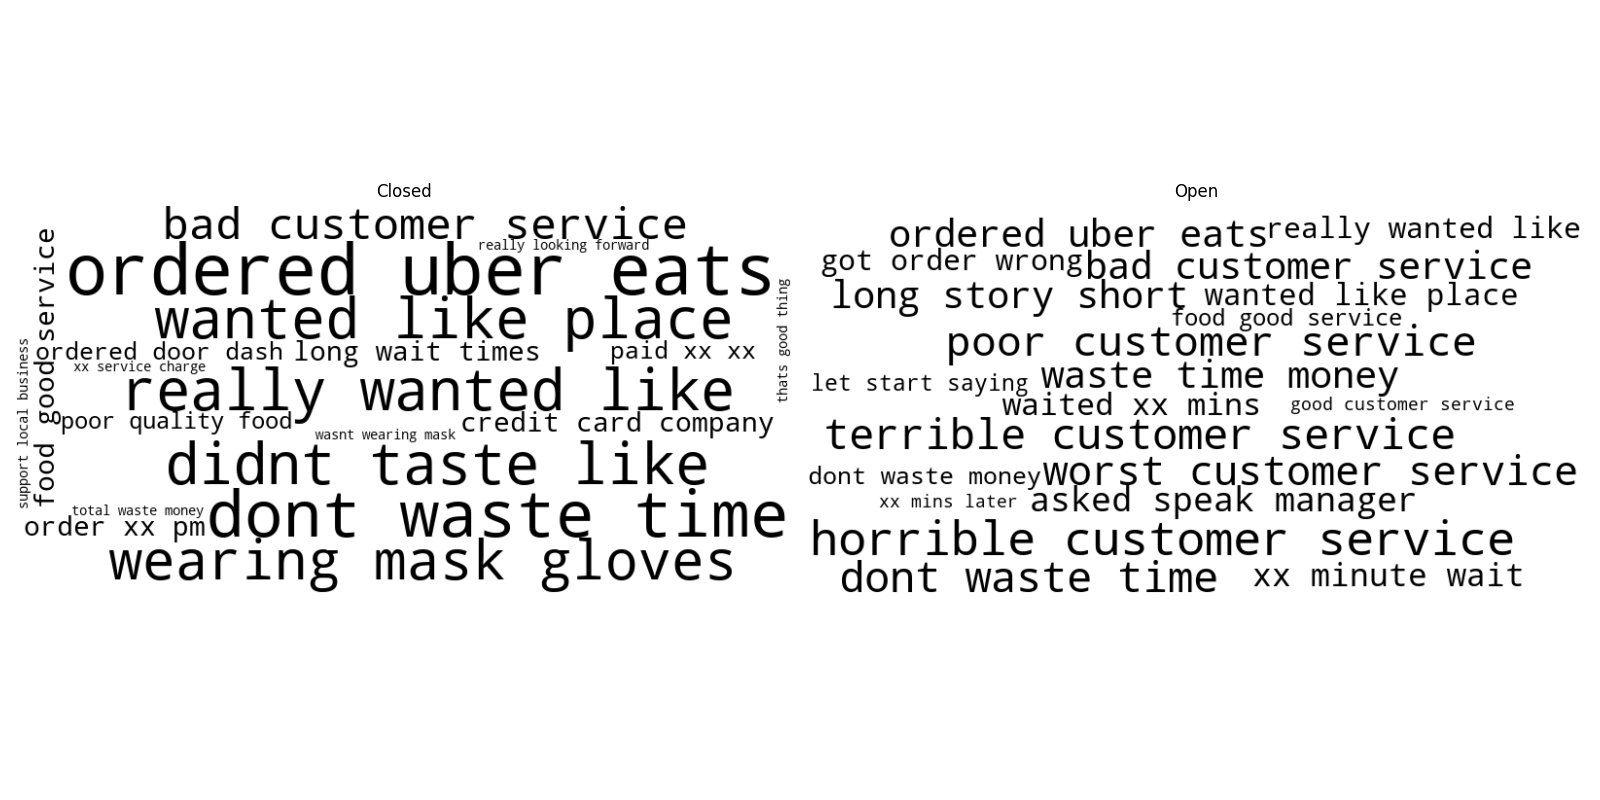 Closed
bad customer service
really looking forward
ordered uber eats
wanted like place
ordered door dash
long wait times
paid xx xx
xx service charge
really wanted like
poor quality food
credit card company
wasnt wearing mask
didnt taste like
total waste money
dont waste time
order xx pm
wearing mask gloves
support local business
food good service
thats good thing
Open
ordered uber eats
really wanted like
got order wrong
bad customer service
long story short
wanted like place
food good service
poor customer service
let start saying
waste time money
waited xx mins
good customer service
terrible customer service
dont waste money
worst customer service
xx mins later
asked speak manager
horrible customer service
dont waste time
xx minute wait